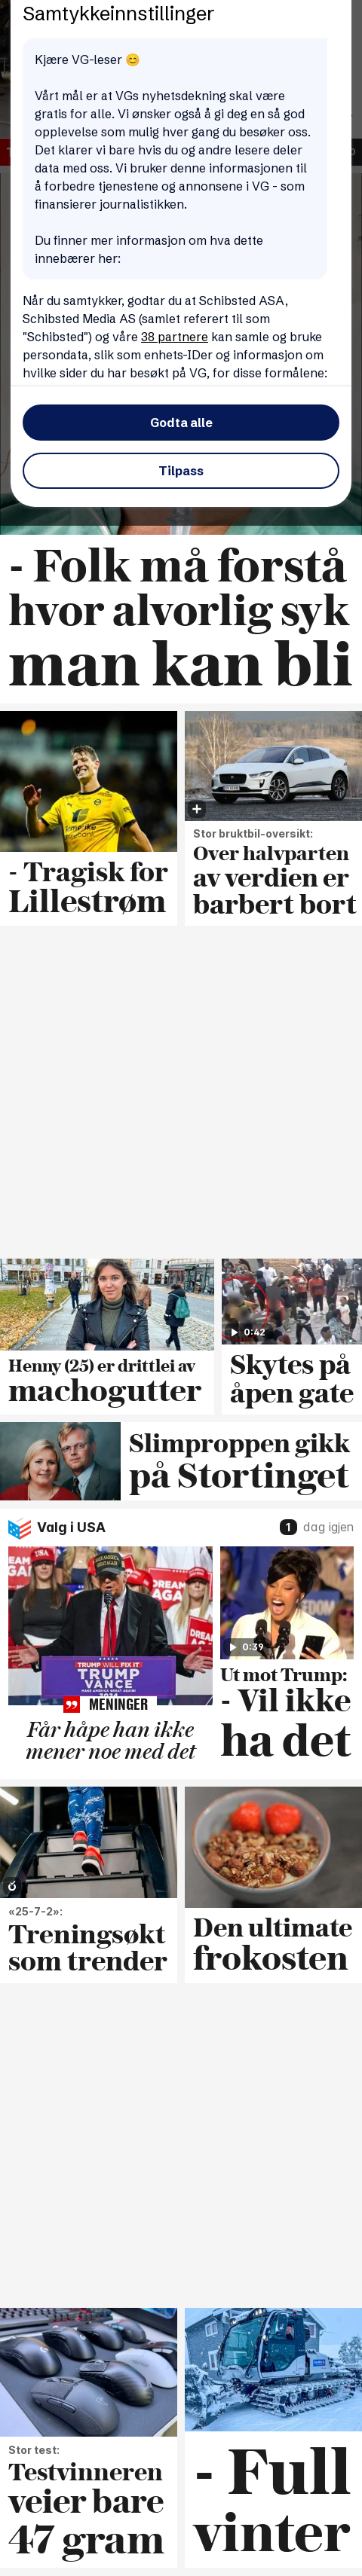 Samtykkeinnstillinger
Kjære VG-leser 😊
Vårt mål er at VGs nyhetsdekning skal være
gratis for alle. Vi ønsker også å gi deg en så god
opplevelse som mulig hver gang du besøker oss.
Det klarer vi bare hvis du og andre lesere deler
data med oss. Vi bruker denne informasjonen til
å forbedre tjenestene og annonsene i VG - som
finansierer journalistikken.
Du finner mer informasjon om hva dette
innebærer her:
Når du samtykker, godtar du at Schibsted ASA,
Schibsted Media AS (samlet referert til som
"Schibsted") og våre 38 partnere kan samle og bruke
persondata, slik som enhets-IDer og informasjon om
hvilke sider du har besøkt på VG, for disse formålene:
Godta alle
Tilpass
- Folk må forstå
hvor alvorlig syk
man kan bli
- Tragisk for
Lillestrøm
Stor bruktbil-oversikt:
Over halvparten
av verdien er
barbert bort
Henny (25) er drittlei av
machogutter
0:42
Skytes på
åpen gate
Slimproppen gikk
på Stortinget
Valg i USA
1 dag igjen
TRUMP WILL FIX IT
TRUMP
VANCE
MENINGER
Får håpe han ikke
mener noe med det
0:39
Ut mot Trump:
- Vil ikke
ha det
«25-7-2»:
Treningsøkt
som trender
Den ultimate
frokosten
Stor test:
Testvinneren
veier bare
47 gram
- Full
vinter